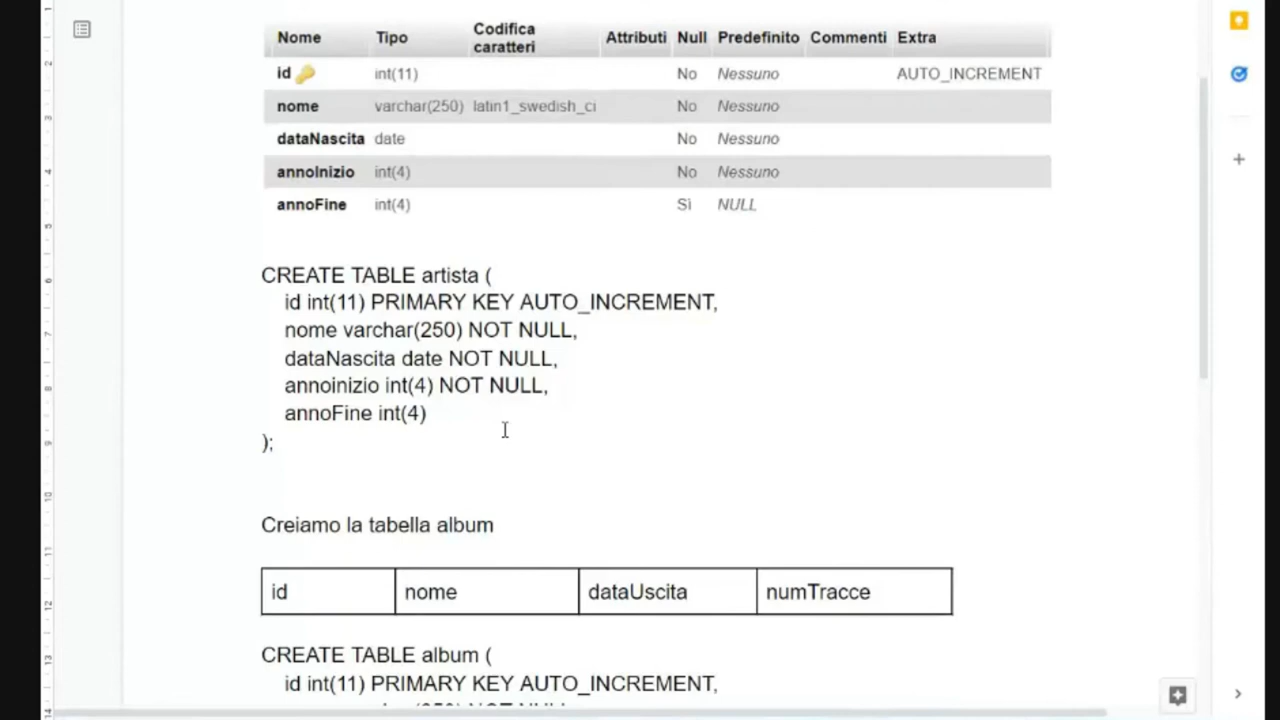 Nome Tipo Codifica caratteri Attributi Null Predefinito Commenti Extra
id int(11) No Nessuno AUTO_INCREMENT
nome varchar(250) latin1_swedish_ci No Nessuno
dataNascita date No Nessuno
annoInizio int(4) No Nessuno
annoFine int(4) Sì NULL
CREATE TABLE artista (
id int(11) PRIMARY KEY AUTO_INCREMENT,
nome varchar(250) NOT NULL,
dataNascita date NOT NULL,
annoinizio int(4) NOT NULL,
annoFine int(4)
);
Creiamo la tabella album
id nome dataUscita numTracce
CREATE TABLE album (
id int(11) PRIMARY KEY AUTO_INCREMENT,